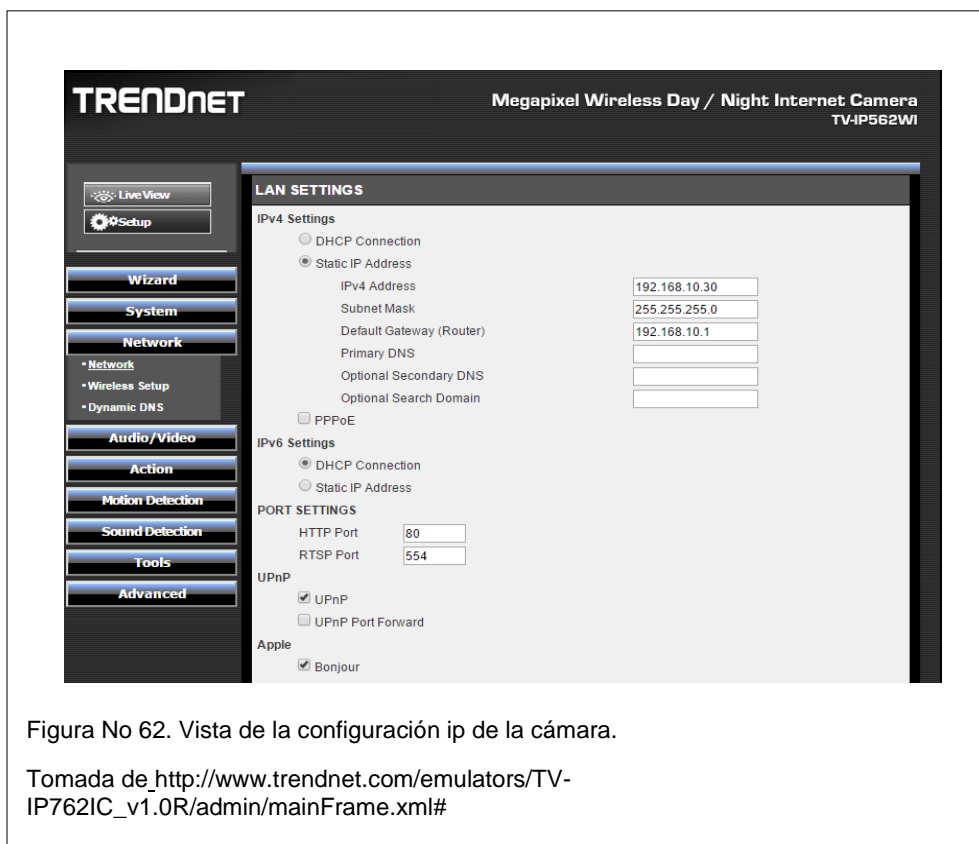 TRENDNET
Megapixel Wireless Day / Night Internet Camera
TV-IP562WI
Live View
Setup
Wizard
System
Network
• Network
• Wireless Setup
• Dynamic DNS
Audio/Video
Action
Motion Detection
Sound Detection
Tools
Advanced
LAN SETTINGS
IPv4 Settings
DHCP Connection
Static IP Address
IPv4 Address 192.168.10.30
Subnet Mask 255.255.255.0
Default Gateway (Router) 192.168.10.1
Primary DNS
Optional Secondary DNS
Optional Search Domain
PPPoE
IPv6 Settings
DHCP Connection
Static IP Address
PORT SETTINGS
HTTP Port 80
RTSP Port 554
UPnP
UPnP
UPnP Port Forward
Apple
Bonjour
Figura No 62. Vista de la configuración ip de la cámara.
Tomada de http://www.trendnet.com/emulators/TV-
IP762IC_v1.0R/admin/mainFrame.xml#